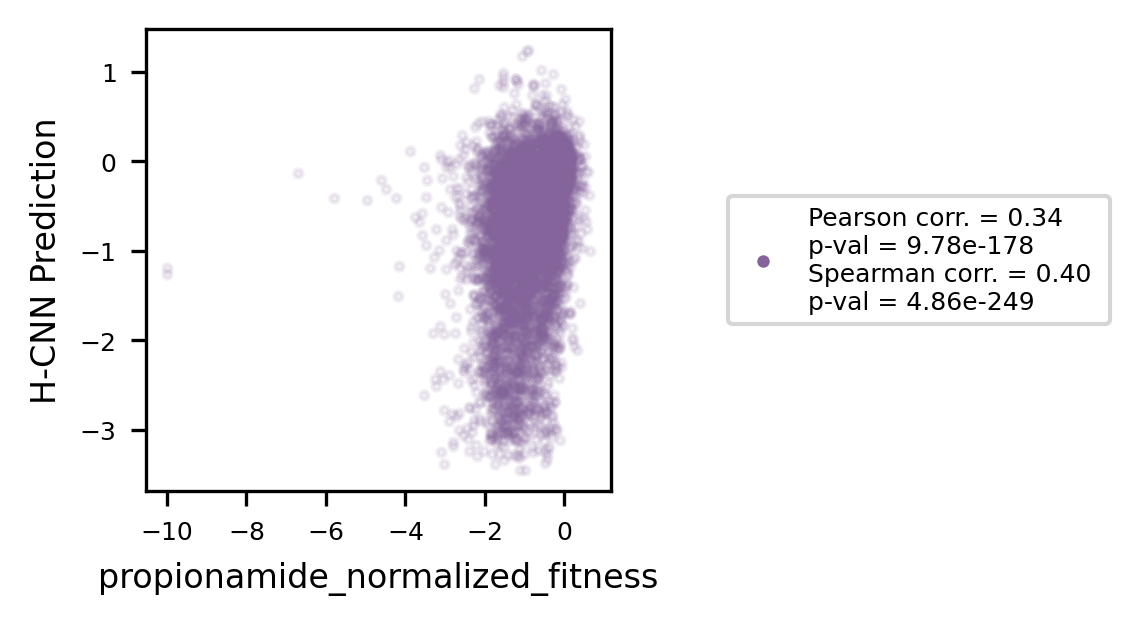 1
0
−1
−2
−3
H-CNN Prediction
−10 −8 −6 −4 −2 0
propionamide_normalized_fitness
Pearson corr. = 0.34
p-val = 9.78e-178
Spearman corr. = 0.40
p-val = 4.86e-249